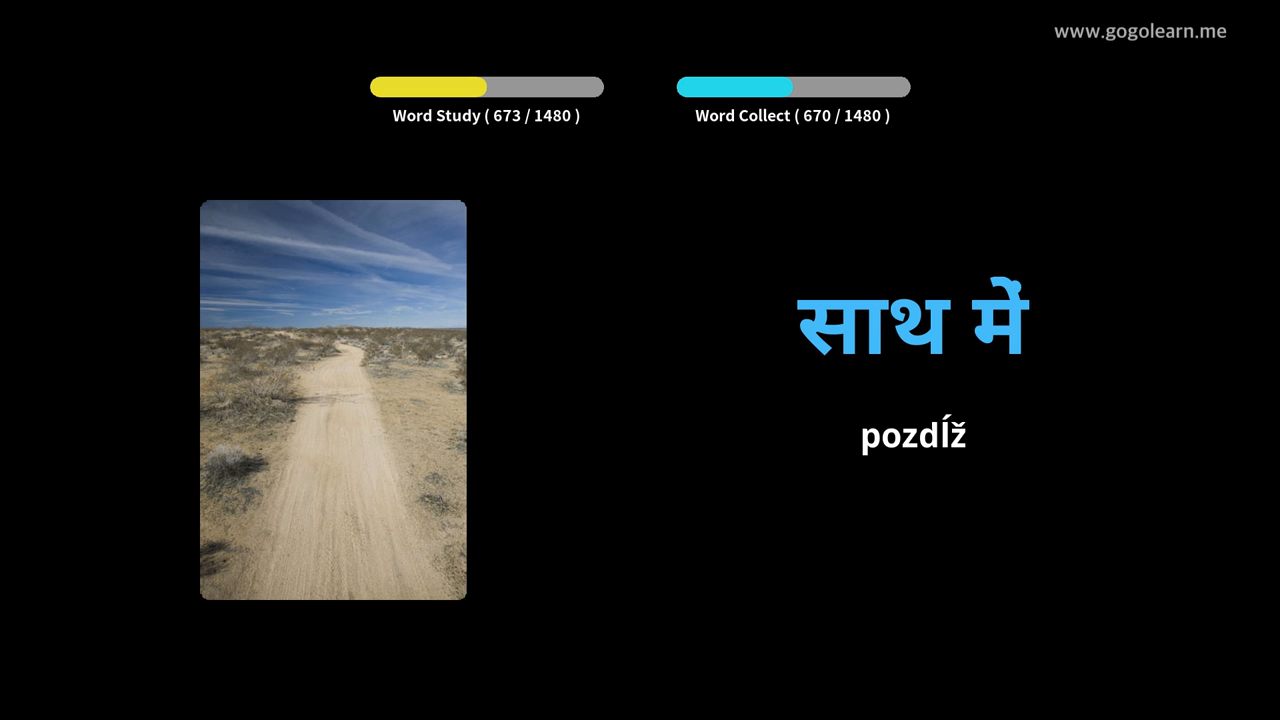 www.gogolearn.me
Word Study ( 673 / 1480 )
Word Collect ( 670 / 1480 )
साथ में
pozdĺž